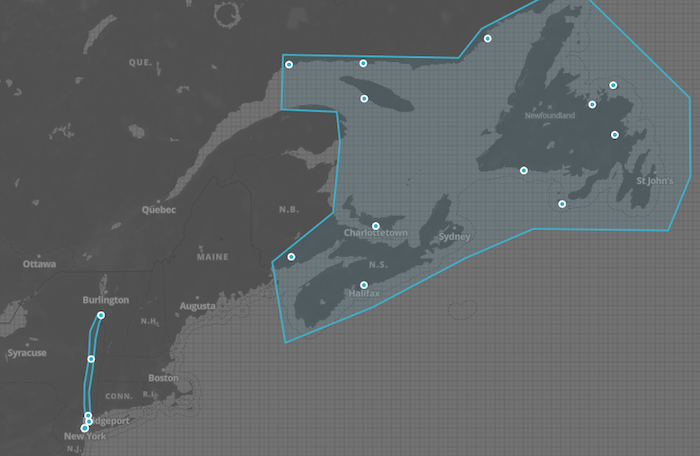 QUE.
Newfoundland
St John's
Québec
N.B.
Charlottetown
Sydney
MAINE
Ottawa
N.S.
Halifax
Burlington
Augusta
N.H.
Syracuse
Boston
CONN.
R.I.
Bridgeport
New York
N.J.